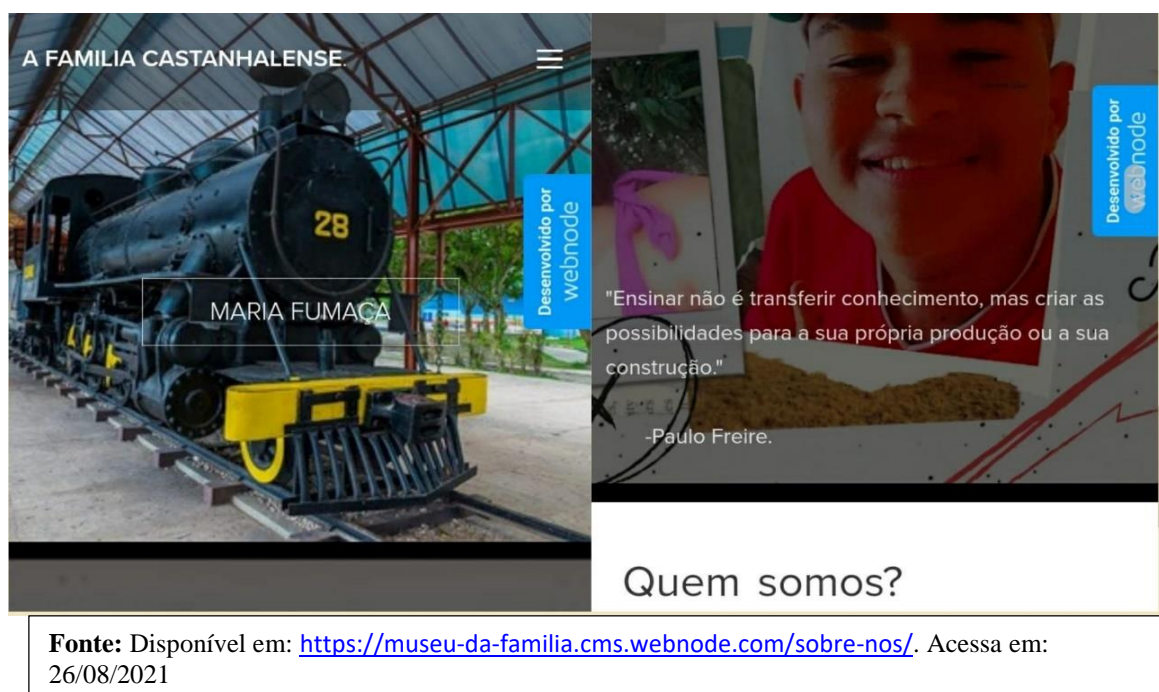 A FAMILIA CASTANHALENSE.
28
MARIA FUMAÇA
Desenvolvido por
webnode
Desenvolvido por
webnode
"Ensinar não é transferir conhecimento, mas criar as
possibilidades para a sua própria produção ou a sua
construção."
-Paulo Freire.
Quem somos?
Fonte: Disponível em: https://museu-da-familia.cms.webnode.com/sobre-nos/. Acessa em:
26/08/2021